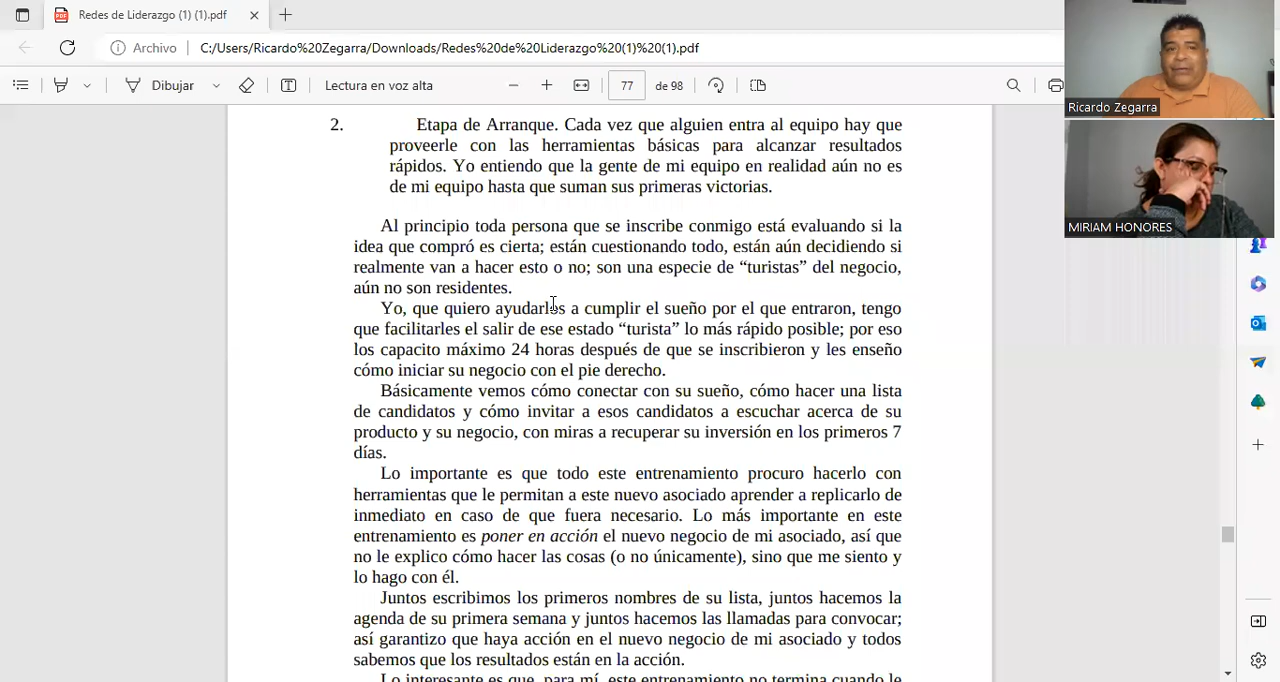 Redes de Liderazgo (1) (1).pdf
Archivo
C:/Users/Ricardo%20Zegarra/Downloads/Redes%20de%20Liderazgo%20(1)%20(1).pdf
Dibujar
Lectura en voz alta
77
de 98
Ricardo Zegarra
MIRIAM HONORES
2. Etapa de Arranque. Cada vez que alguien entra al equipo hay que
proveerle con las herramientas básicas para alcanzar resultados
rápidos. Yo entiendo que la gente de mi equipo en realidad aún no es
de mi equipo hasta que suman sus primeras victorias.
Al principio toda persona que se inscribe conmigo está evaluando si la
idea que compró es cierta; están cuestionando todo, están aún decidiendo si
realmente van a hacer esto o no; son una especie de “turistas” del negocio,
aún no son residentes.
Yo, que quiero ayudarlos a cumplir el sueño por el que entraron, tengo
que facilitarles el salir de ese estado “turista” lo más rápido posible; por eso
los capacito máximo 24 horas después de que se inscribieron y les enseño
cómo iniciar su negocio con el pie derecho.
Básicamente vemos cómo conectar con su sueño, cómo hacer una lista
de candidatos y cómo invitar a esos candidatos a escuchar acerca de su
producto y su negocio, con miras a recuperar su inversión en los primeros 7
días.
Lo importante es que todo este entrenamiento procuro hacerlo con
herramientas que le permitan a este nuevo asociado aprender a replicarlo de
inmediato en caso de que fuera necesario. Lo más importante en este
entrenamiento es poner en acción el nuevo negocio de mi asociado, así que
no le explico cómo hacer las cosas (o no únicamente), sino que me siento y
lo hago con él.
Juntos escribimos los primeros nombres de su lista, juntos hacemos la
agenda de su primera semana y juntos hacemos las llamadas para convocar;
así garantizo que haya acción en el nuevo negocio de mi asociado y todos
sabemos que los resultados están en la acción.
Lo interesante es que, para mí, este entrenamiento no termina cuando le